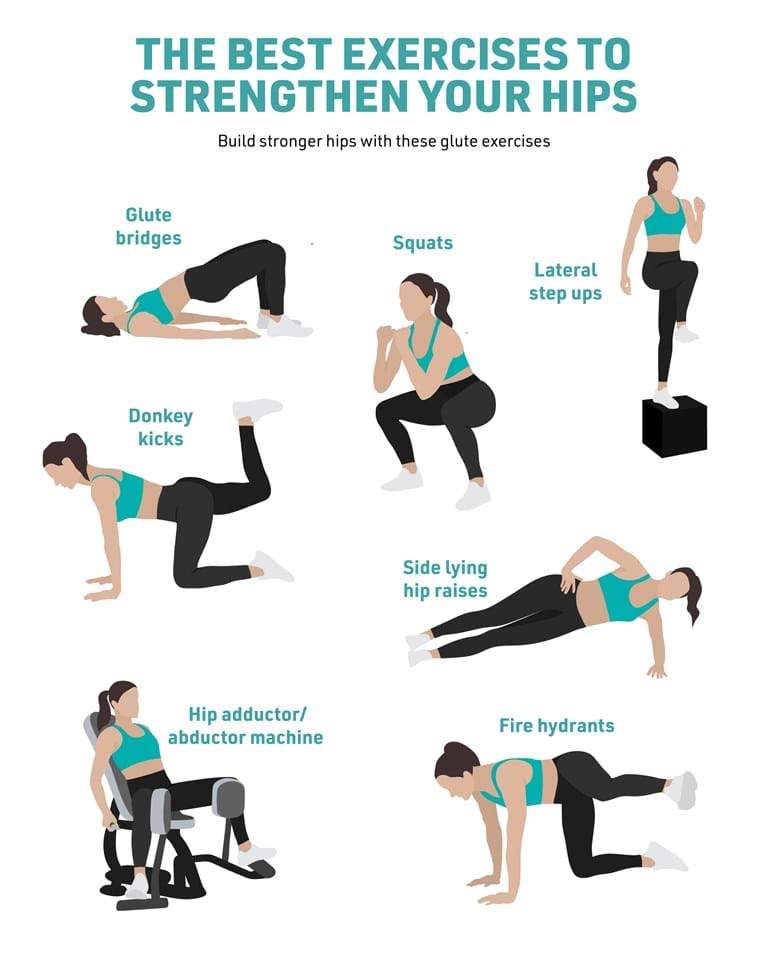 THE BEST EXERCISES TO
STRENGTHEN YOUR HIPS
Build stronger hips with these glute exercises
Glute
bridges
Squats
Lateral
step ups
Donkey
kicks
Side lying
hip raises
Hip adductor/
abductor machine
Fire hydrants